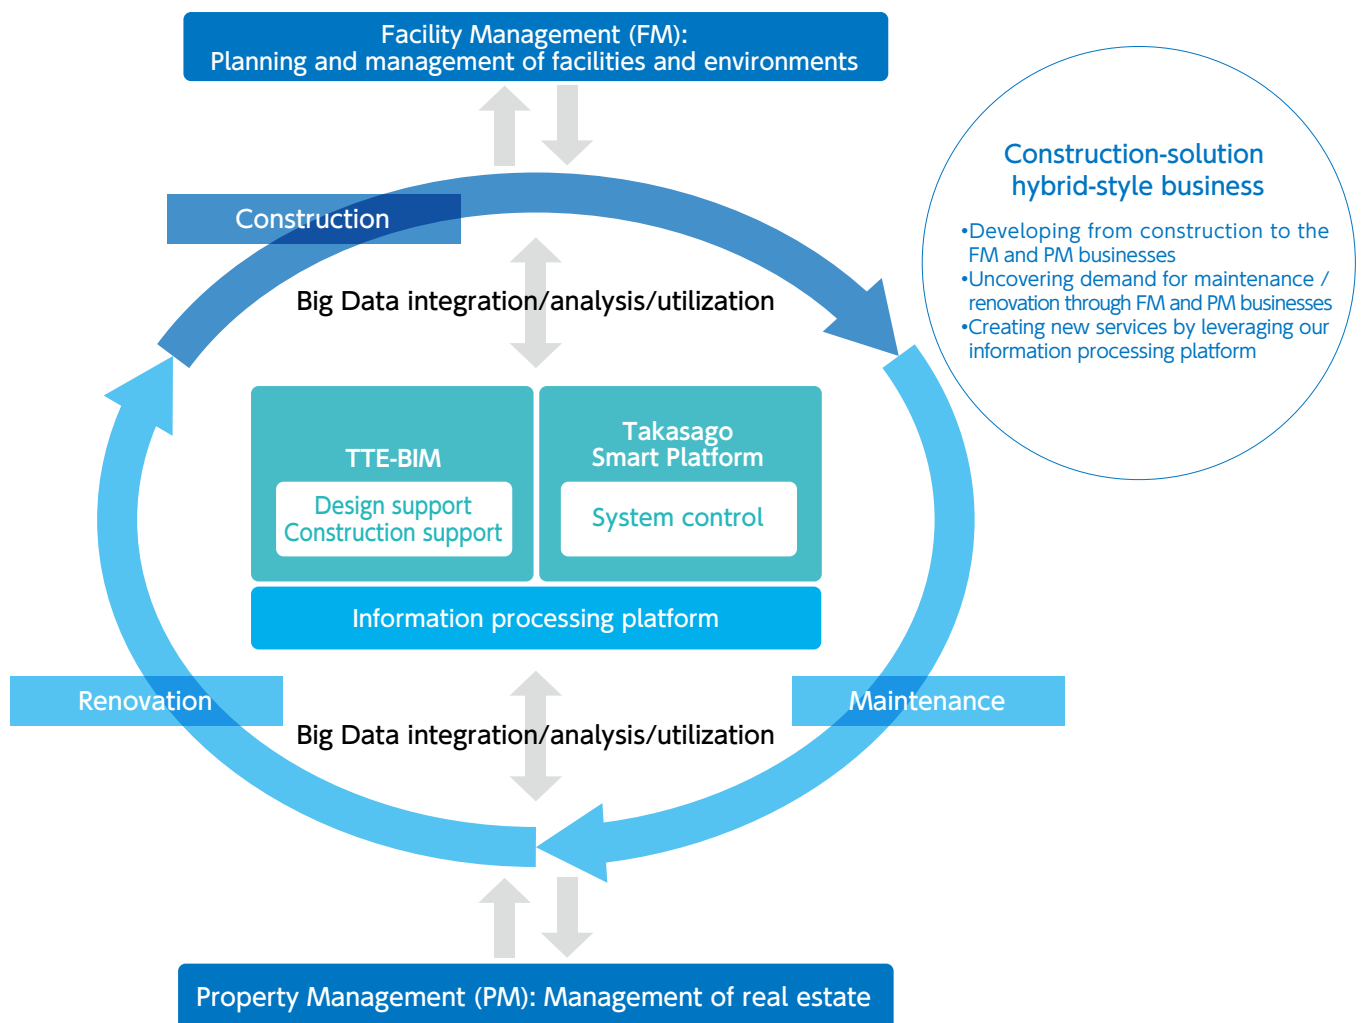 Facility Management (FM):
Planning and management of facilities and environments
Construction-solution
hybrid-style business
•Developing from construction to the
FM and PM businesses
•Uncovering demand for maintenance /
renovation through FM and PM businesses
•Creating new services by leveraging our
information processing platform
Construction
Big Data integration/analysis/utilization
TTE-BIM
Design support
Construction support
Takasago
Smart Platform
System control
Information processing platform
Renovation
Maintenance
Big Data integration/analysis/utilization
Property Management (PM): Management of real estate